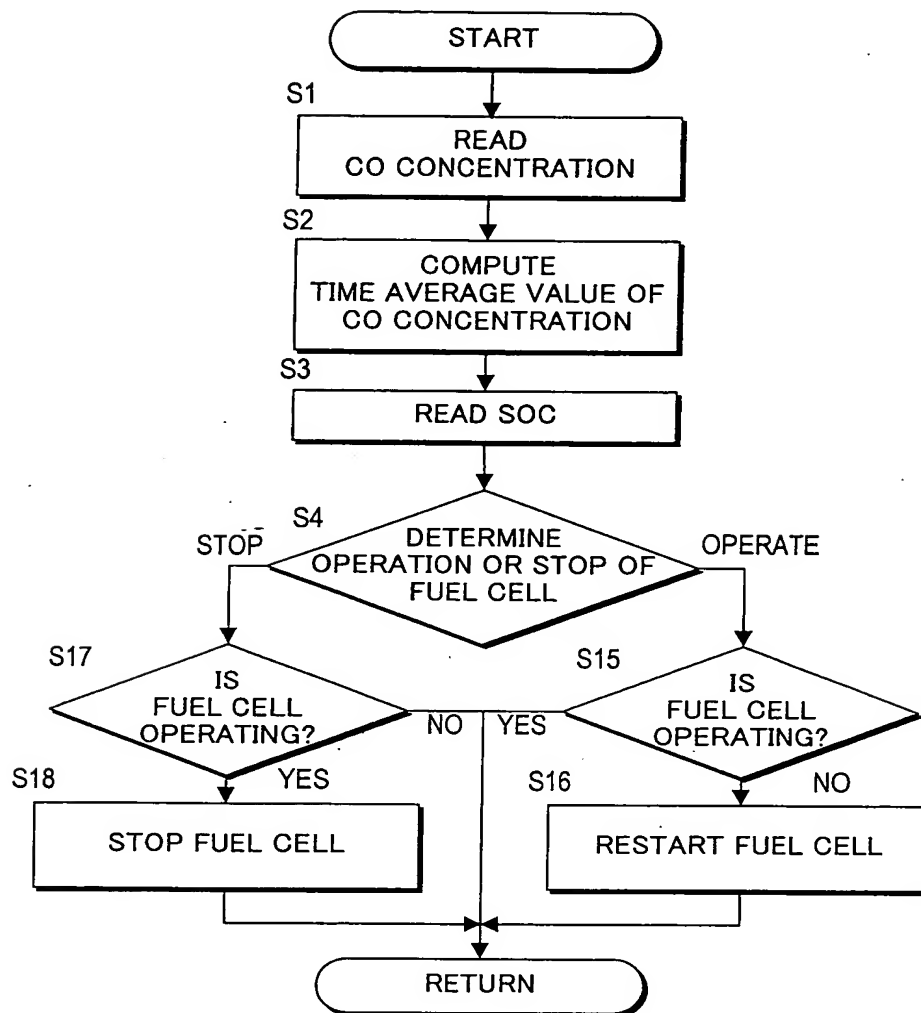 START
S1
READ
CO CONCENTRATION
S2
COMPUTE
TIME AVERAGE VALUE OF
CO CONCENTRATION
S3
READ SOC
S4
DETERMINE
OPERATION OR STOP OF
FUEL CELL
STOP
OPERATE
S17
IS
FUEL CELL
OPERATING?
NO
YES
S15
IS
FUEL CELL
OPERATING?
S18
YES
STOP FUEL CELL
S16
NO
RESTART FUEL CELL
RETURN